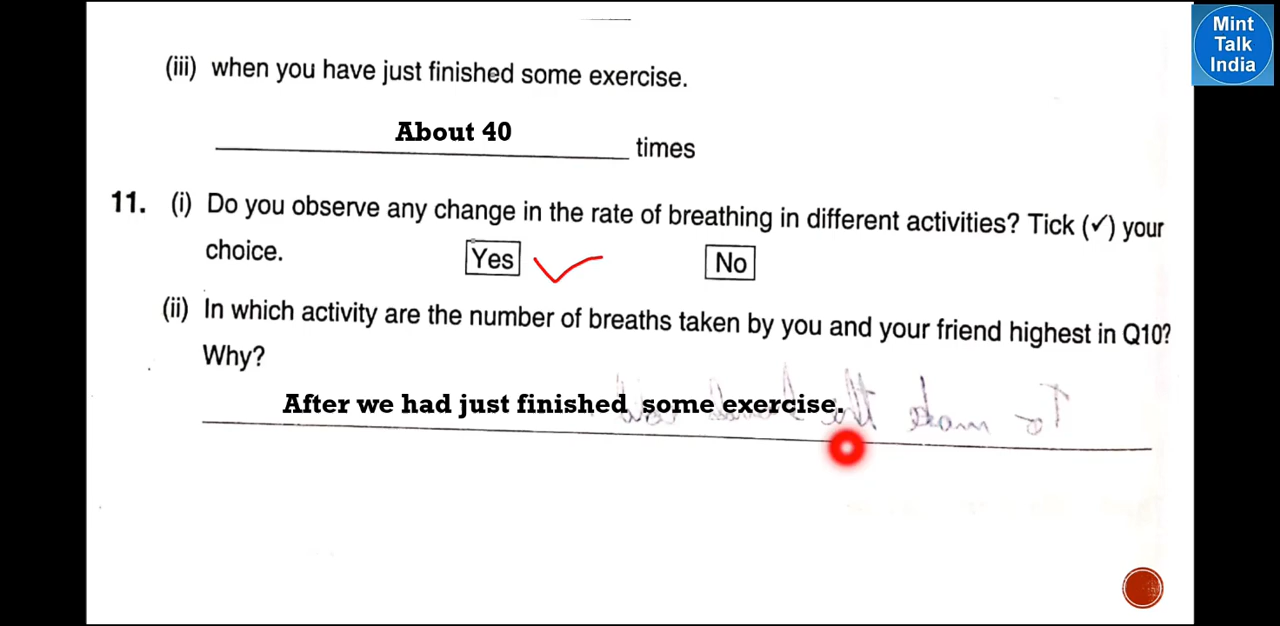 Mint
Talk
India
(iii) when you have just finished some exercise.
About 40 times
11. (i) Do you observe any change in the rate of breathing in different activities? Tick (✓) your
choice. Yes ✓ No
(ii) In which activity are the number of breaths taken by you and your friend highest in Q10?
Why?
After we had just finished some exercise.